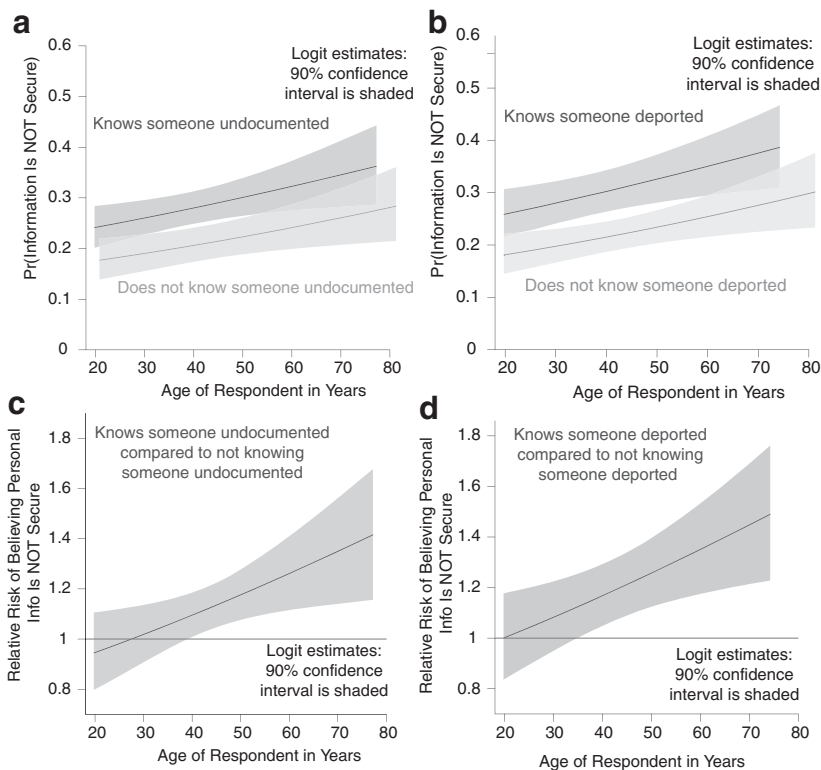 a
Pr(Information Is NOT Secure)
0.6
0.5
0.4
0.3
0.2
0.1
0
Logit estimates:
90% confidence
interval is shaded
Knows someone undocumented
Does not know someone undocumented
20 30 40 50 60 70 80
Age of Respondent in Years
b
Pr(Information Is NOT Secure)
0.6
0.5
0.4
0.3
0.2
0.1
0
Logit estimates:
90% confidence
interval is shaded
Knows someone deported
Does not know someone deported
20 30 40 50 60 70 80
Age of Respondent in Years
c
Relative Risk of Believing Personal
Info Is NOT Secure
1.8
1.6
1.4
1.2
1
0.8
Knows someone undocumented
compared to not knowing
someone undocumented
Logit estimates:
90% confidence
interval is shaded
20 30 40 50 60 70 80
Age of Respondent in Years
d
Relative Risk of Believing Personal
Info Is NOT Secure
1.8
1.6
1.4
1.2
1
0.8
Knows someone deported
compared to not knowing
someone deported
Logit estimates:
90% confidence
interval is shaded
20 30 40 50 60 70 80
Age of Respondent in Years